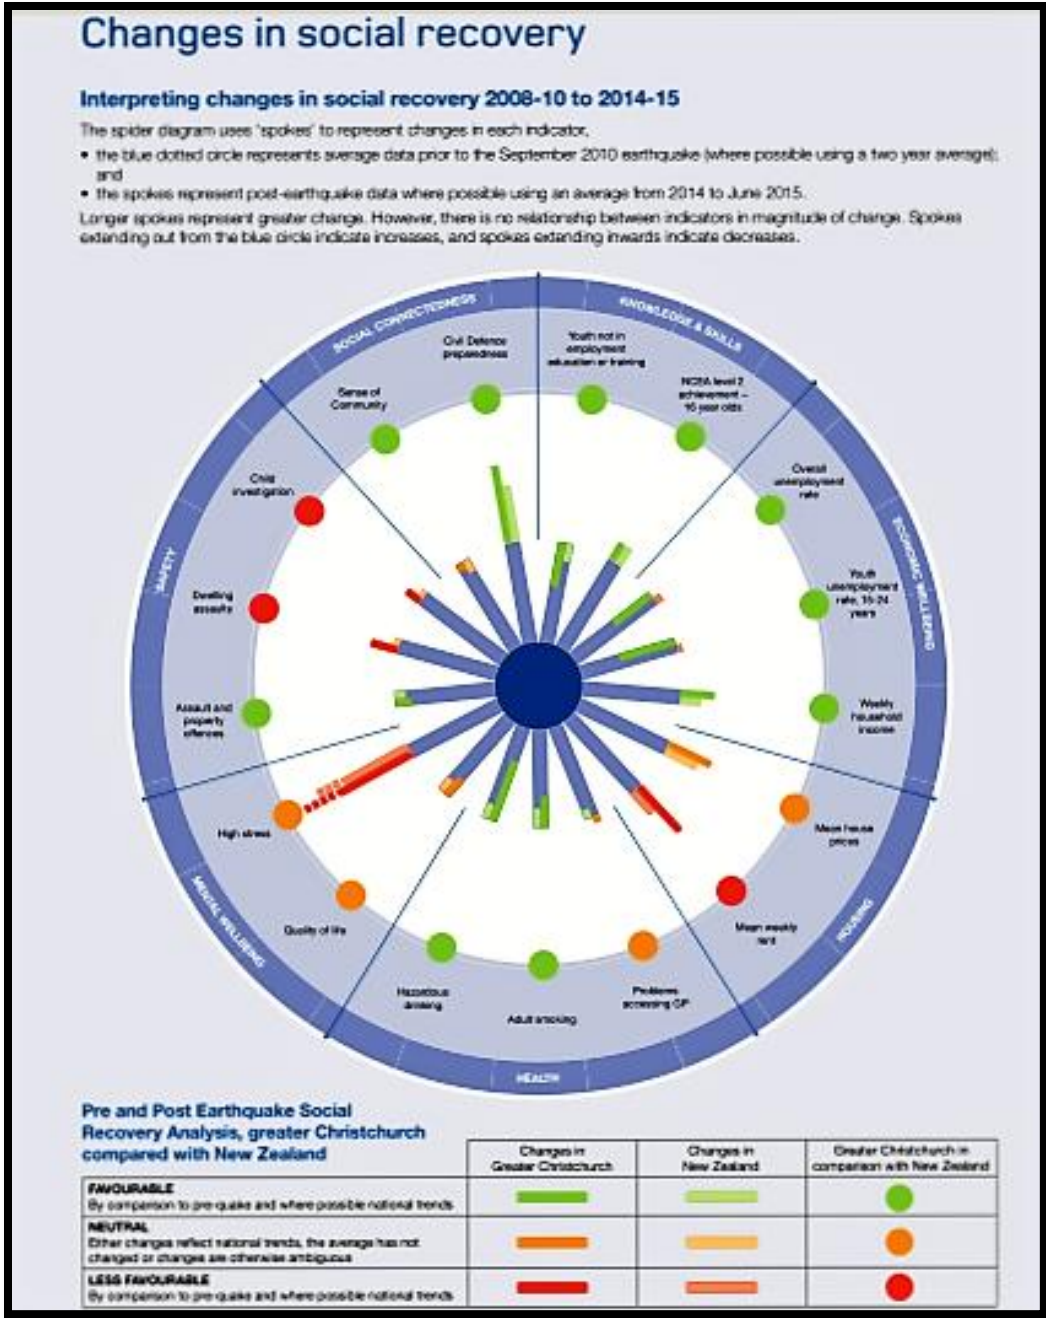 Changes in social recovery
Interpreting changes in social recovery 2008-10 to 2014-15
The spider diagram uses 'spokes' to represent changes in each indicator.
• the blue dotted circle represents average data prior to the September 2010 earthquake (where possible using a two year average);
and
• the spokes represent post-earthquake data where possible using an average from 2014 to June 2015.
Longer spokes represent greater change. However, there is no relationship between indicators in magnitude of change. Spokes
extending out from the blue circle indicate increases, and spokes extending inwards indicate decreases.
SOCIAL CONNECTEDNESS
KNOWLEDGE & SKILLS
Civil Defence
preparedness
Youth not in
employment
education or training
Sense of
Community
NCEA level 2
achievement –
16 year olds
Child
investigation
Overall
unemployment
rate
SAFETY
ECONOMIC WELLBEING
Dwelling
assaults
Youth
unemployment
rate, 15-24
years
Assault and
property
offences
Weekly
household
income
High stress
Mean house
prices
MENTAL WELLBEING
HOUSING
Quality of life
Mean weekly
rent
Hazardous
drinking
Adult smoking
Problems
accessing GP
HEALTH
Pre and Post Earthquake Social
Recovery Analysis, greater Christchurch
compared with New Zealand
Changes in
Greater Christchurch
Changes in
New Zealand
Greater Christchurch in
comparison with New Zealand
FAVOURABLE
By comparison to pre-quake and where possible national trends
NEUTRAL
Either changes reflect national trends, the average has not
changed or changes are otherwise ambiguous
LESS FAVOURABLE
By comparison to pre-quake and where possible national trends